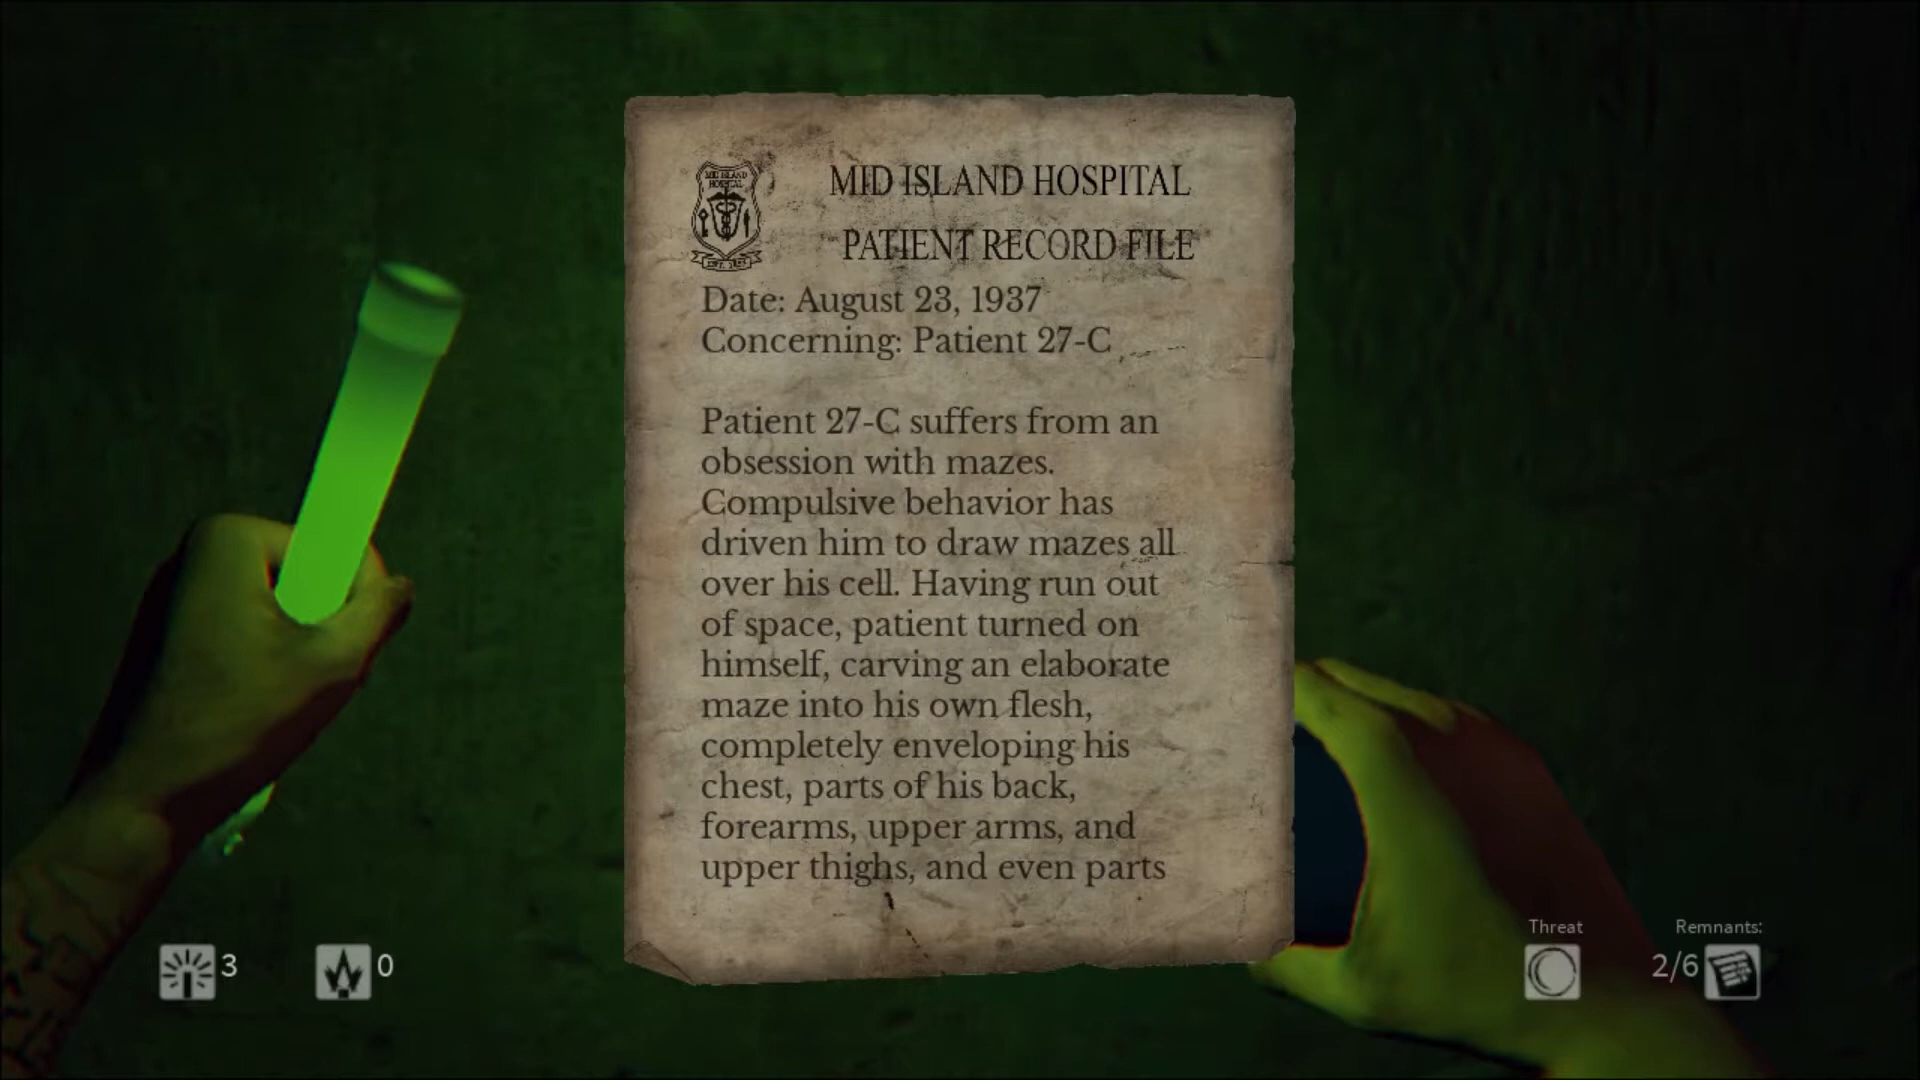 MID ISLAND HOSPITAL
MID ISLAND
HOSPITAL
PATIENT RECORD FILE
Date: August 23, 1937
Concerning: Patient 27-C
Patient 27-C suffers from an
obsession with mazes.
Compulsive behavior has
driven him to draw mazes all
over his cell. Having run out
of space, patient turned on
himself, carving an elaborate
maze into his own flesh,
completely enveloping his
chest, parts of his back,
forearms, upper arms, and
upper thighs, and even parts
3
0
Threat
Remnants:
2/6